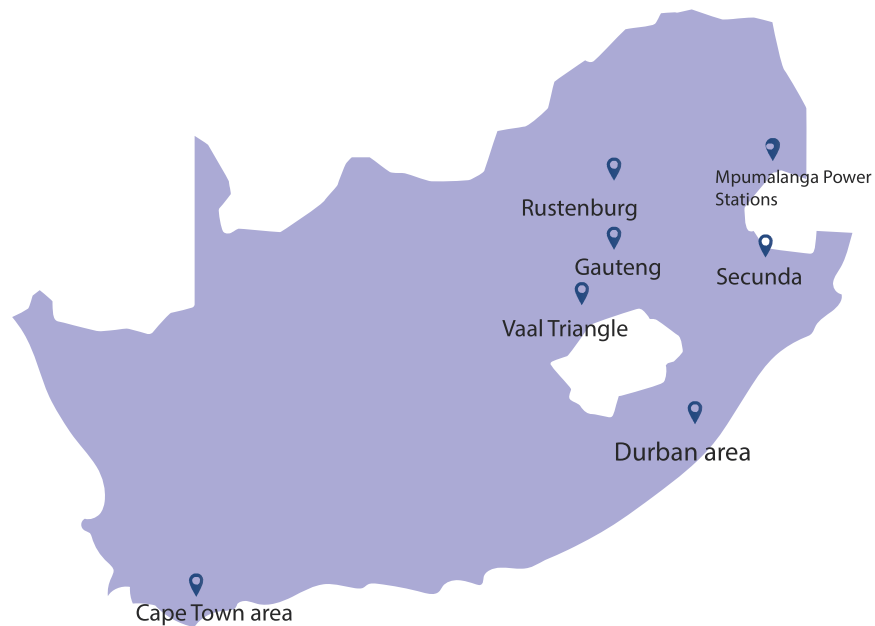 Mpumalanga Power
Stations
Rustenburg
Gauteng
Secunda
Vaal Triangle
Durban area
Cape Town area